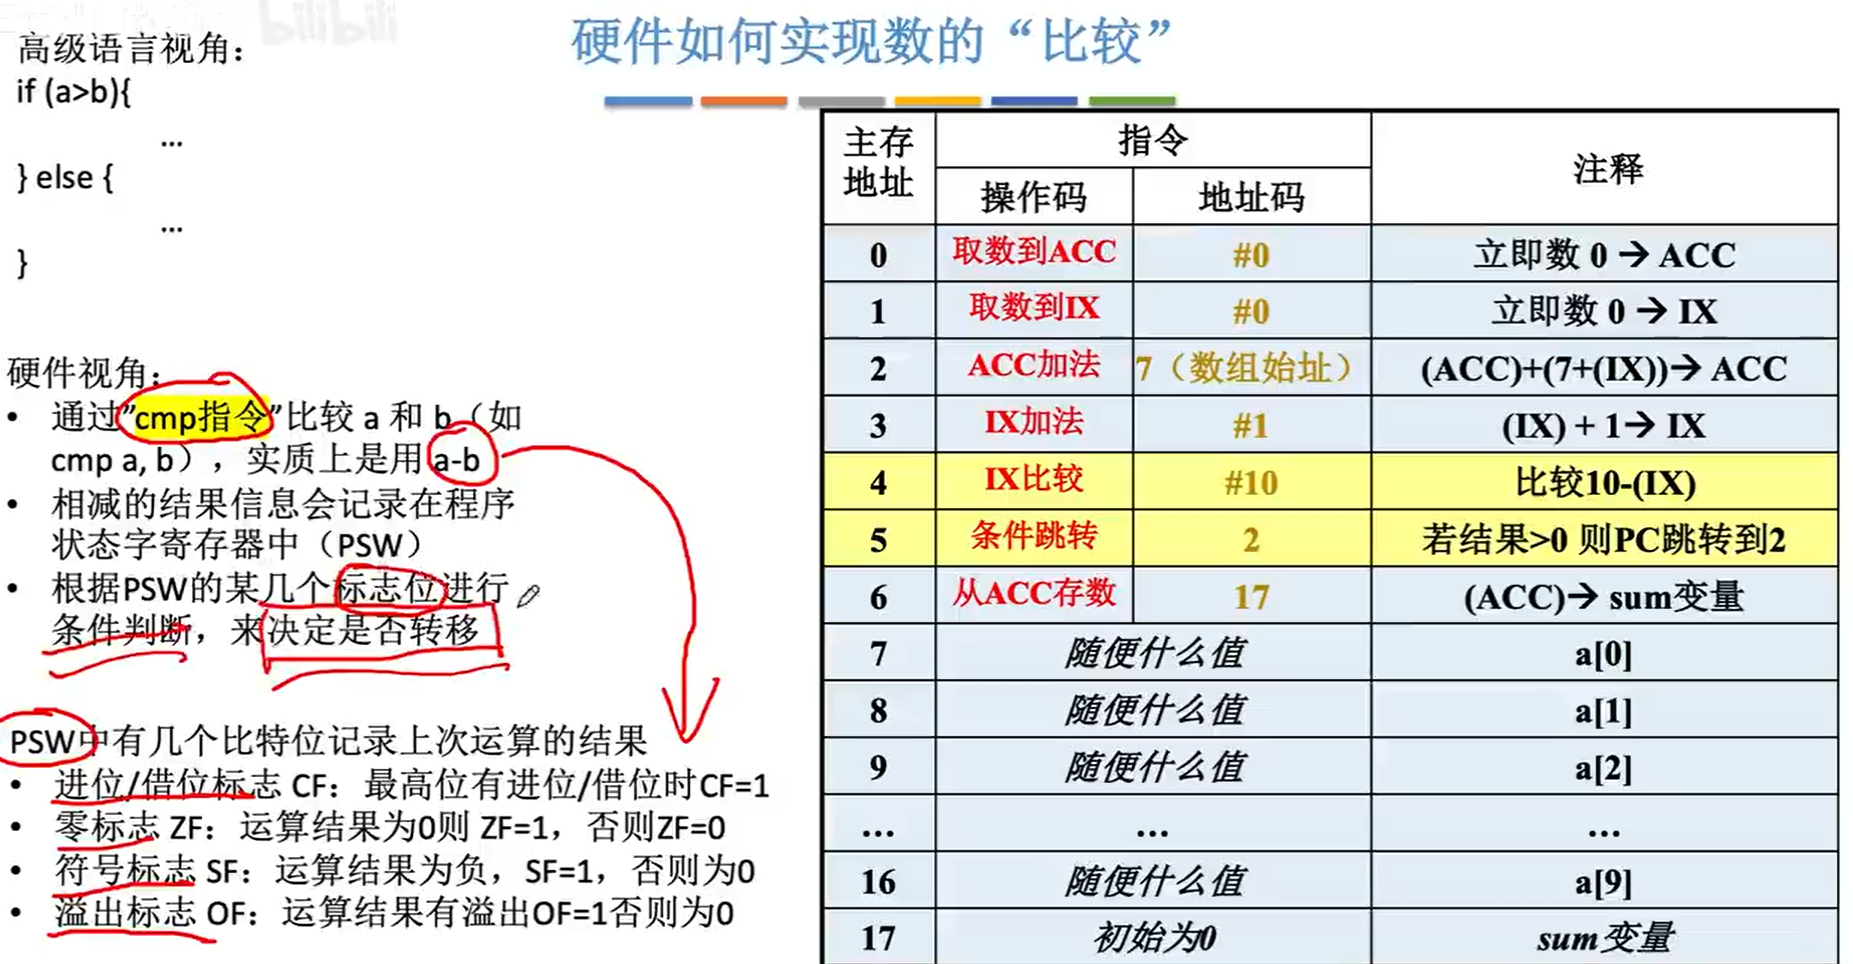 bilibili
硬件如何实现数的“比较”
高级语言视角：
if (a>b){
...
} else {
...
}
硬件视角：
• 通过”cmp指令”比较 a 和 b（如
cmp a, b），实质上是用 a-b
• 相减的结果信息会记录在程序
状态字寄存器中（PSW）
• 根据PSW的某几个标志位进行
条件判断，来决定是否转移
PSW中有几个比特位记录上次运算的结果
• 进位/借位标志 CF：最高位有进位/借位时CF=1
• 零标志 ZF：运算结果为0则 ZF=1，否则ZF=0
• 符号标志 SF：运算结果为负，SF=1，否则为0
• 溢出标志 OF：运算结果有溢出OF=1否则为0
主存地址 指令 注释
操作码 地址码
0 取数到ACC #0 立即数 0 → ACC
1 取数到IX #0 立即数 0 → IX
2 ACC加法 7（数组始址） (ACC)+(7+(IX))→ ACC
3 IX加法 #1 (IX) + 1→ IX
4 IX比较 #10 比较10-(IX)
5 条件跳转 2 若结果>0 则PC跳转到2
6 从ACC存数 17 (ACC)→ sum变量
7 随便什么值 a[0]
8 随便什么值 a[1]
9 随便什么值 a[2]
... ... ...
16 随便什么值 a[9]
17 初始为0 sum变量